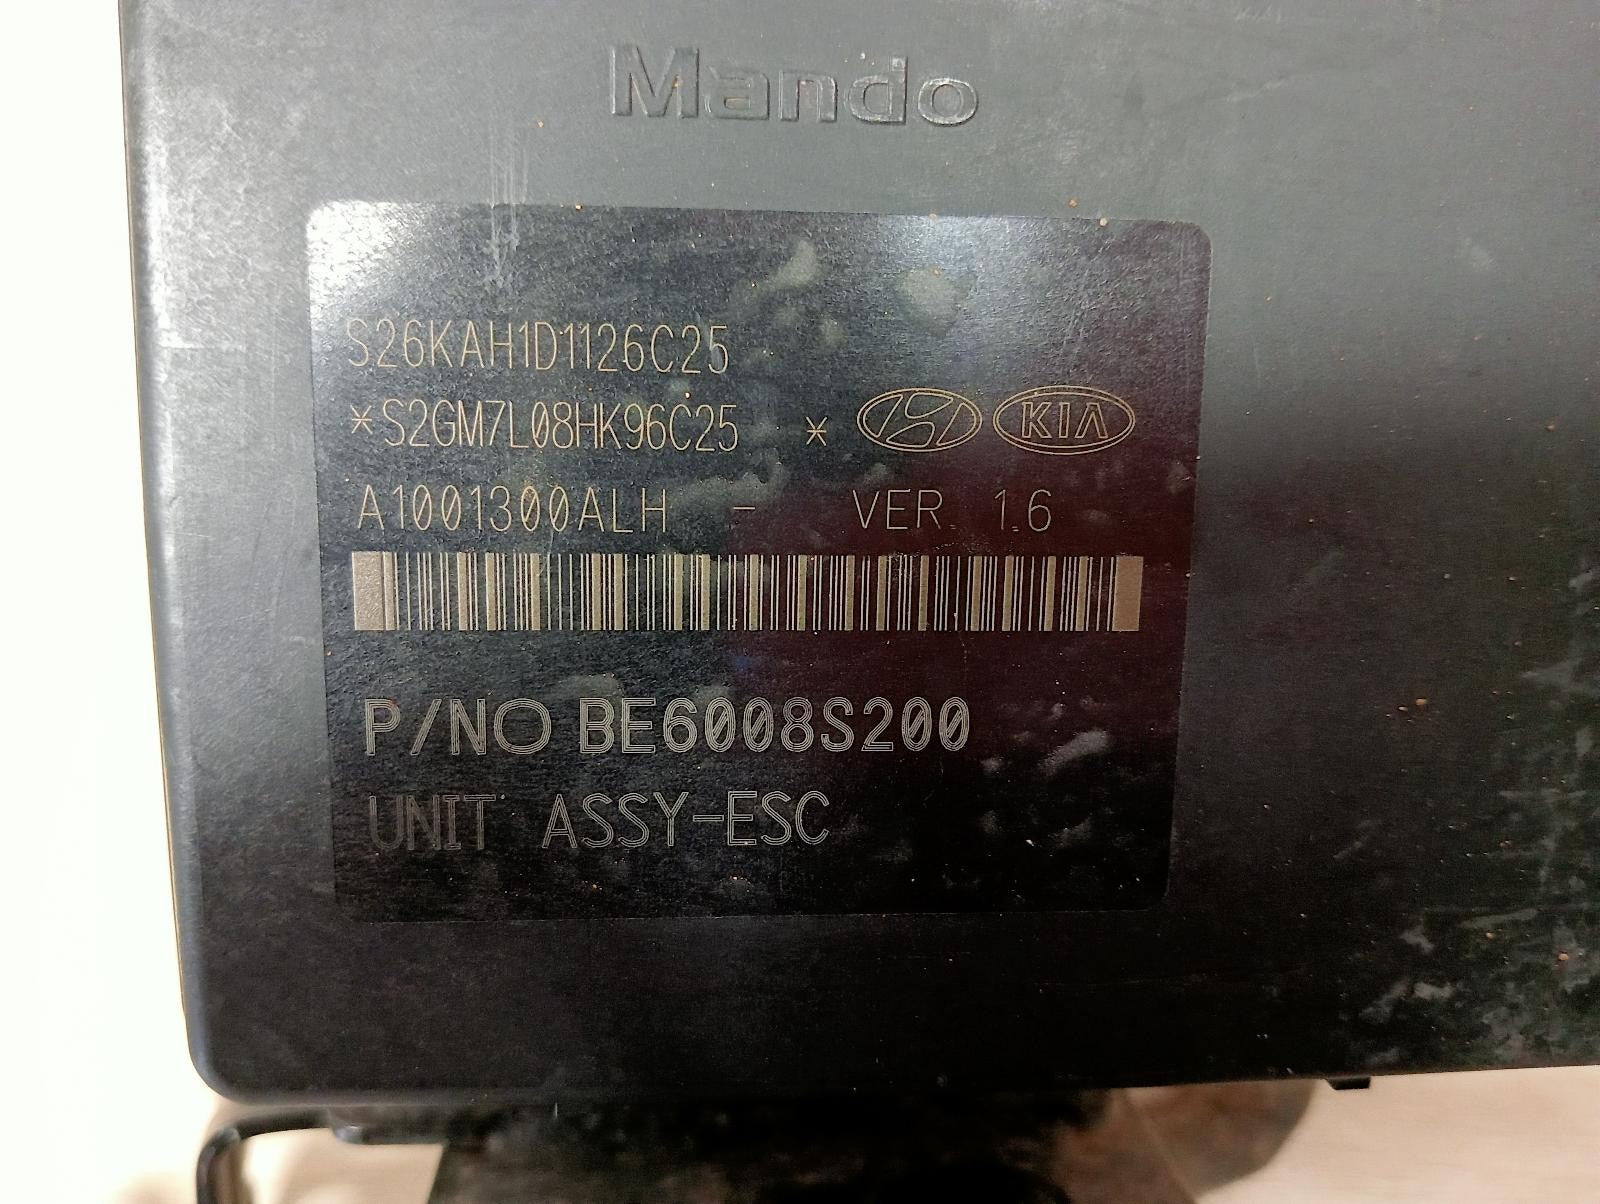 Mando
S26KAH1D1126C25
*S2GM7L08HK96C25 * KIA
A1001300ALH - VER. 1.6
P/NO BE6008S200
UNIT ASSY-ESC